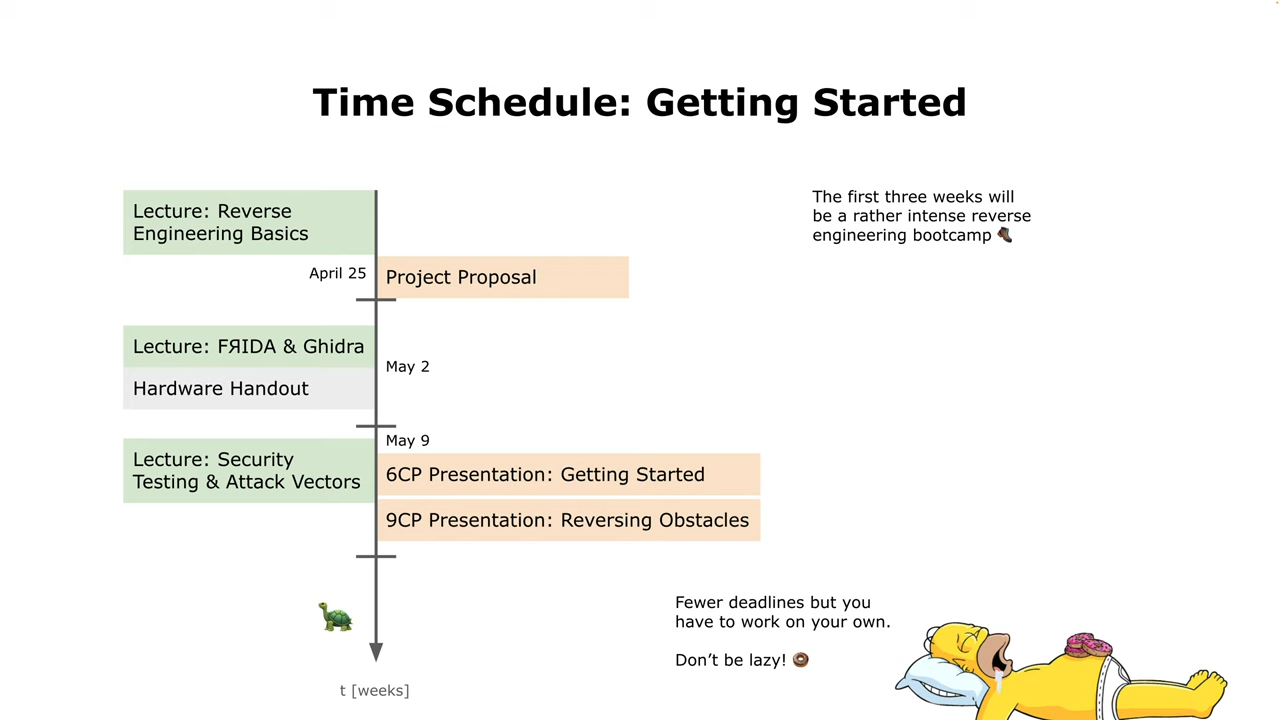 Time Schedule: Getting Started
Lecture: Reverse
Engineering Basics
The first three weeks will
be a rather intense reverse
engineering bootcamp 🥾
April 25
Project Proposal
Lecture: FЯIDA & Ghidra
May 2
Hardware Handout
May 9
Lecture: Security
Testing & Attack Vectors
6CP Presentation: Getting Started
9CP Presentation: Reversing Obstacles
Fewer deadlines but you
have to work on your own.
Don’t be lazy! 🍩
t [weeks]